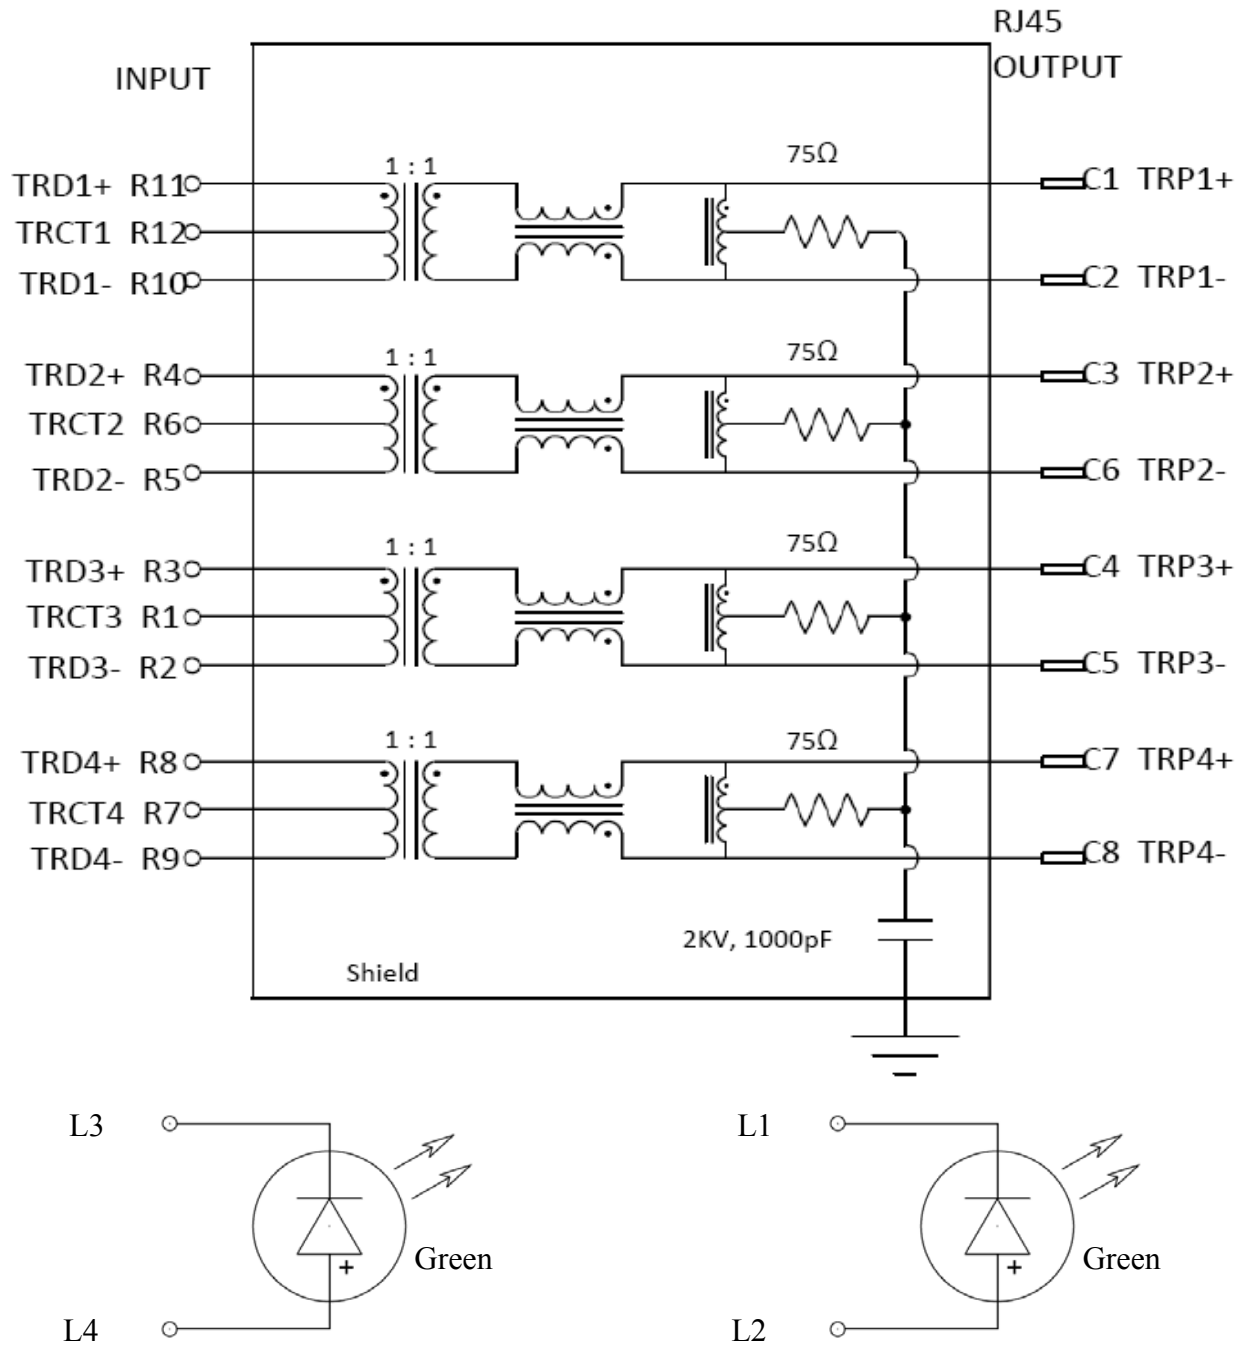 RJ45
INPUT
OUTPUT
75Ω
1 : 1
TRD1+ R11 C1 TRP1+
TRCT1 R12
TRD1- R10 C2 TRP1-
75Ω
1 : 1
TRD2+ R4 C3 TRP2+
TRCT2 R6
TRD2- R5 C6 TRP2-
75Ω
1 : 1
TRD3+ R3 C4 TRP3+
TRCT3 R1
TRD3- R2 C5 TRP3-
75Ω
1 : 1
TRD4+ R8 C7 TRP4+
TRCT4 R7
TRD4- R9 C8 TRP4-
2KV, 1000pF
Shield
L3 L1
Green Green
+ +
L4 L2